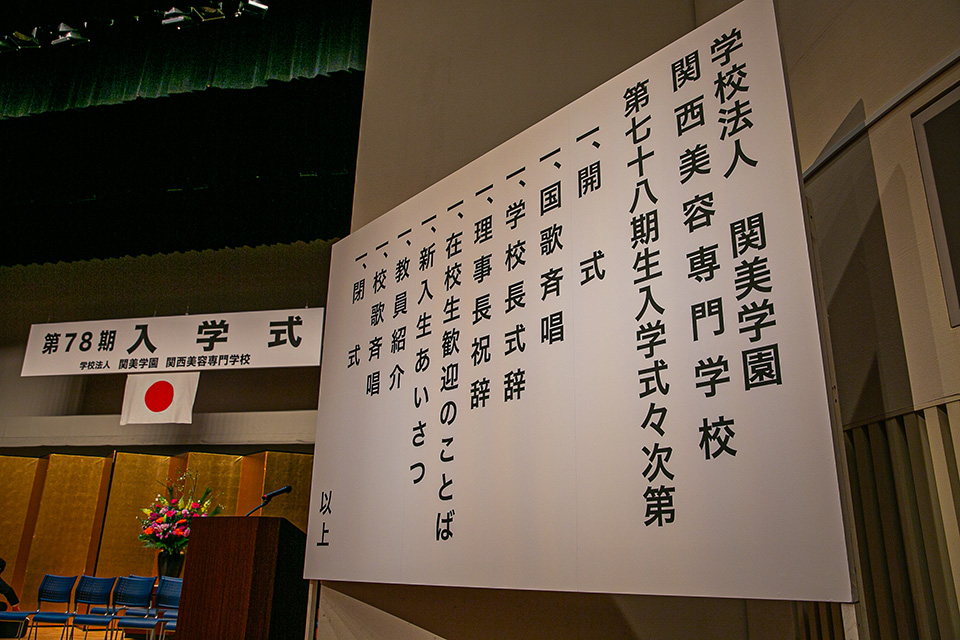 学校法人 関美学園
関西美容専門学校
第七十八期生入学式々次第
一、開 式
一、国歌斉唱
一、学校長式辞
一、理事長祝辞
一、在校生歓迎のことば
一、新入生あいさつ
一、教員紹介
一、校歌斉唱
一、閉 式
以上
第78期 入 学 式
学校法人 関美学園 関西美容専門学校